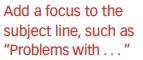 Add a focus to the
subject line, such as
“Problems with . . . ”